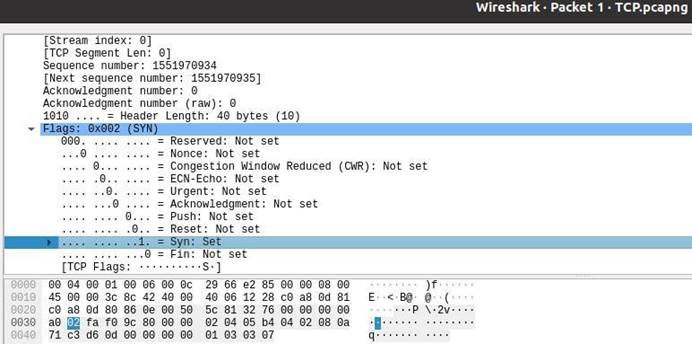 Wireshark · Packet 1 · TCP.pcapng
[Stream index: 0]
[TCP Segment Len: 0]
Sequence number: 1551970934
[Next sequence number: 1551970935]
Acknowledgment number: 0
Acknowledgment number (raw): 0
1010 .... = Header Length: 40 bytes (10)
Flags: 0x002 (SYN)
000. .... .... = Reserved: Not set
...0 .... .... = Nonce: Not set
.... 0... .... = Congestion Window Reduced (CWR): Not set
.... .0.. .... = ECN-Echo: Not set
.... ..0. .... = Urgent: Not set
.... ...0 .... = Acknowledgment: Not set
.... .... 0... = Push: Not set
.... .... .0.. = Reset: Not set
.... .... ..1. = Syn: Set
.... .... ...0 = Fin: Not set
[TCP Flags: ··········S·]
0000 00 04 00 01 00 06 00 0c 29 66 e2 85 00 00 08 00 ········ )f······
0010 45 00 00 3c 8c 42 40 00 40 06 12 28 c0 a8 0d 81 E··<·B@· @··(····
0020 c0 a8 0d 80 86 0e 00 50 5c 81 32 76 00 00 00 00 ·······P \·2v····
0030 a0 02 fa f0 9c 80 00 00 02 04 05 b4 04 02 08 0a ········ ········
0040 71 c3 d6 0d 00 00 00 00 01 03 03 07 q······· ····